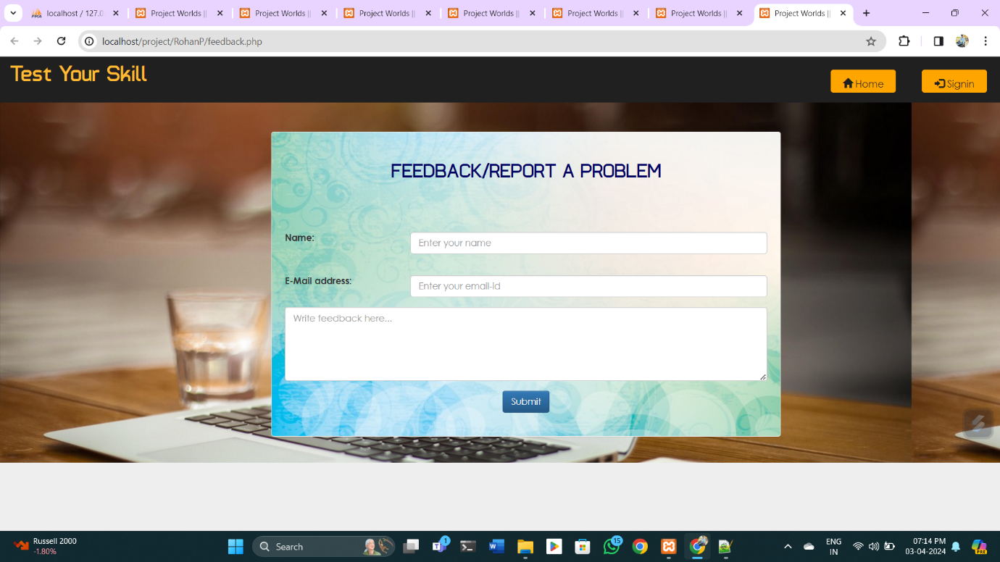 localhost / 127.0
Project Worlds ||
Project Worlds ||
Project Worlds ||
Project Worlds ||
Project Worlds ||
Project Worlds ||
Project Worlds ||
localhost/project/RohanP/feedback.php
Test Your Skill
Home
Signin
FEEDBACK/REPORT A PROBLEM
Name:
Enter your name
E-Mail address:
Enter your email-id
Write feedback here...
Submit
Russell 2000
-1.80%
Search
1
15
ENG
IN
07:14 PM
03-04-2024
PRE